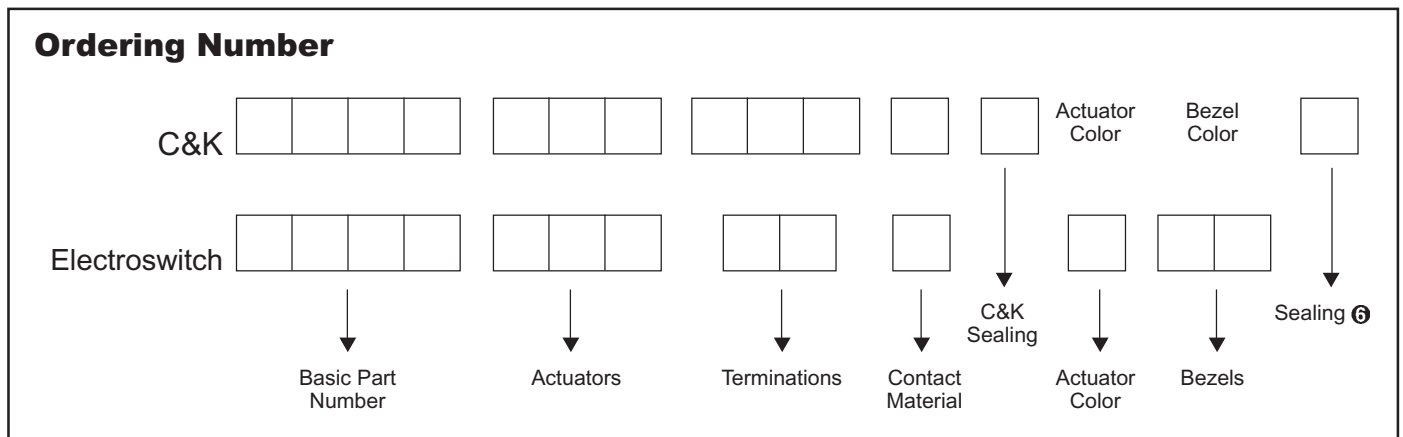 Ordering Number
C&K
Actuator
Color
Bezel
Color
Electroswitch
C&K
Sealing
Sealing ❻
Basic Part
Number
Actuators
Terminations
Contact
Material
Actuator
Color
Bezels